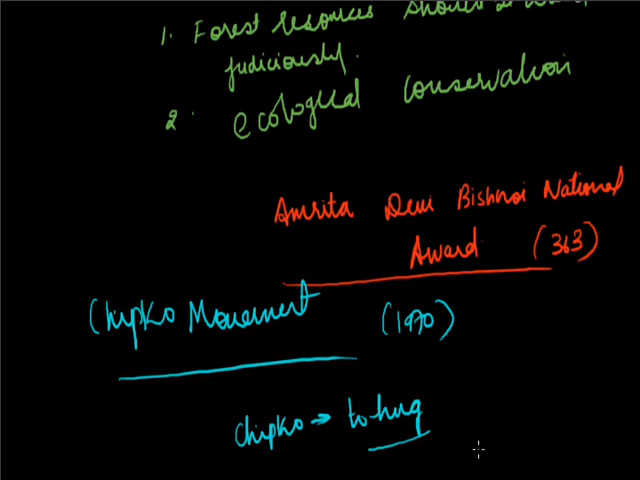 1. Forest resources should
judiciously.
2. ecological conservation
Amrita Devi Bishnoi National
Award (363)
Chipko Movement (1970)
Chipko → to hug